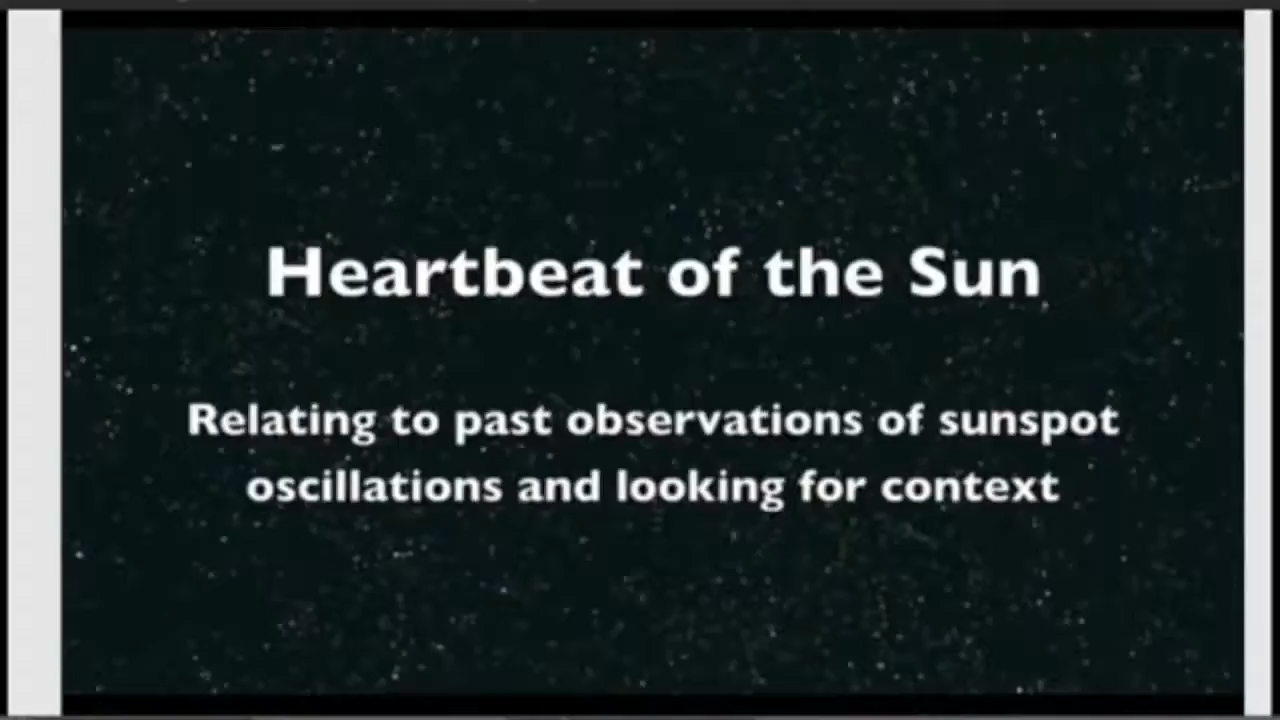 Heartbeat of the Sun
Relating to past observations of sunspot
oscillations and looking for context